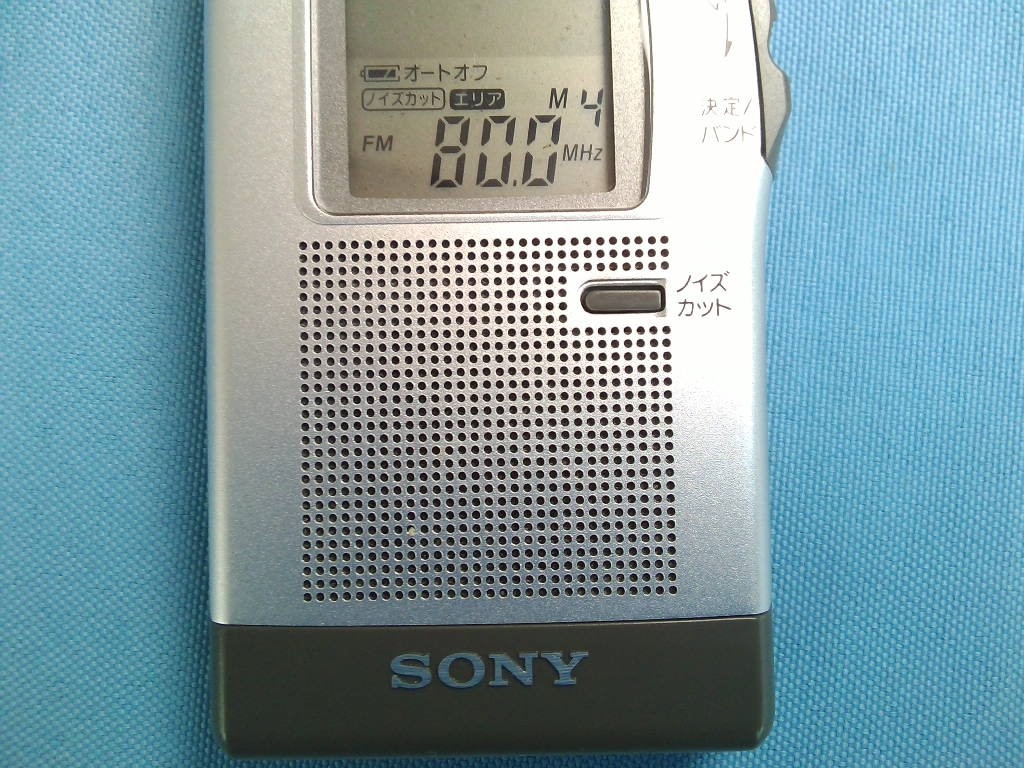 オートオフ
ノイズカット エリア M 4
FM 80.0 MHz
決定/
バンド
ノイズ
カット
SONY